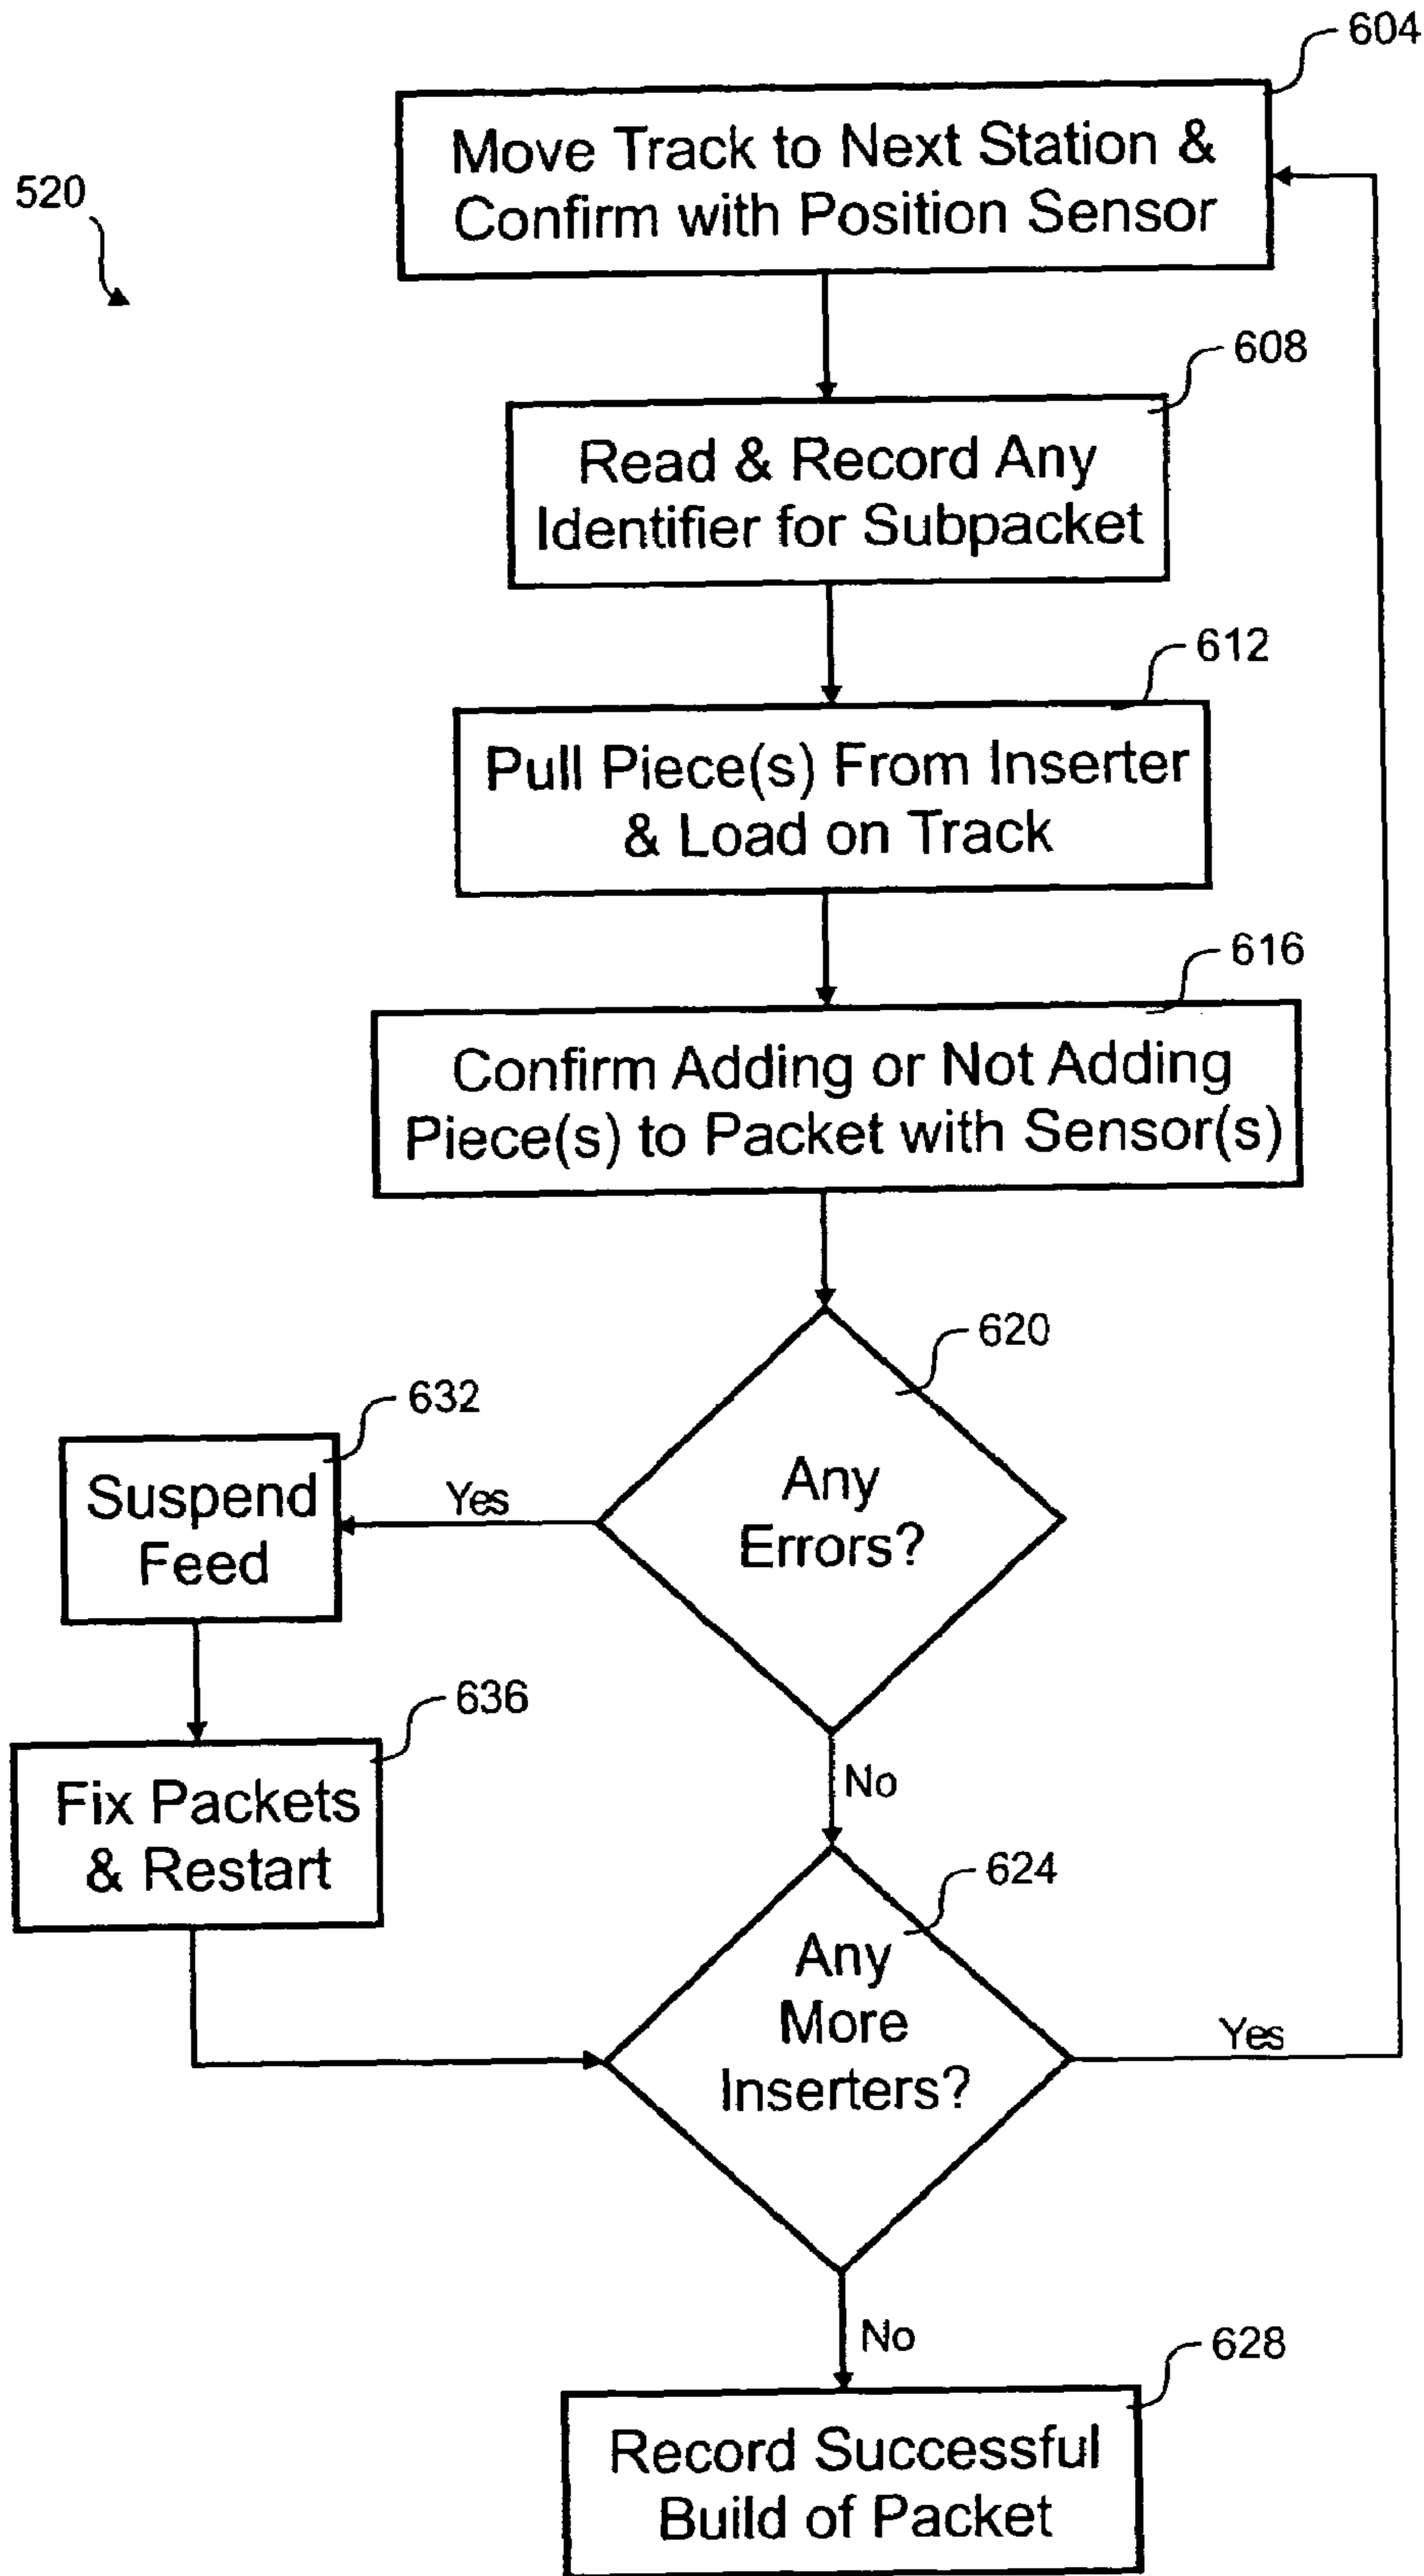 604
Move Track to Next Station &
Confirm with Position Sensor
520
608
Read & Record Any
Identifier for Subpacket
612
Pull Piece(s) From Inserter
& Load on Track
616
Confirm Adding or Not Adding
Piece(s) to Packet with Sensor(s)
620
Any
Errors?
Yes
632
Suspend
Feed
636
Fix Packets
& Restart
No
624
Any
More
Inserters?
Yes
No
628
Record Successful
Build of Packet